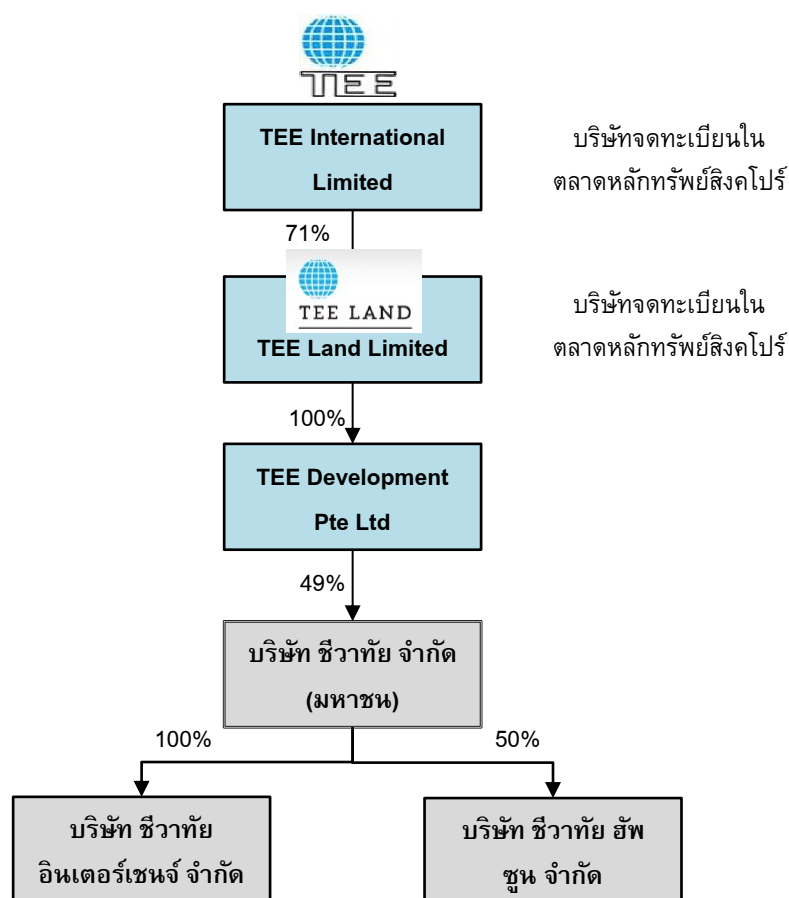 TEE
TEE International
Limited
บริษัทจดทะเบียนใน
ตลาดหลักทรัพย์สิงคโปร์
71%
TEE LAND
TEE Land Limited
บริษัทจดทะเบียนใน
ตลาดหลักทรัพย์สิงคโปร์
100%
TEE Development
Pte Ltd
49%
บริษัท ชีวาทัย จำกัด
(มหาชน)
100%
50%
บริษัท ชีวาทัย
อินเตอร์เชนจ์ จำกัด
บริษัท ชีวาทัย ฮัพ
ซูน จำกัด